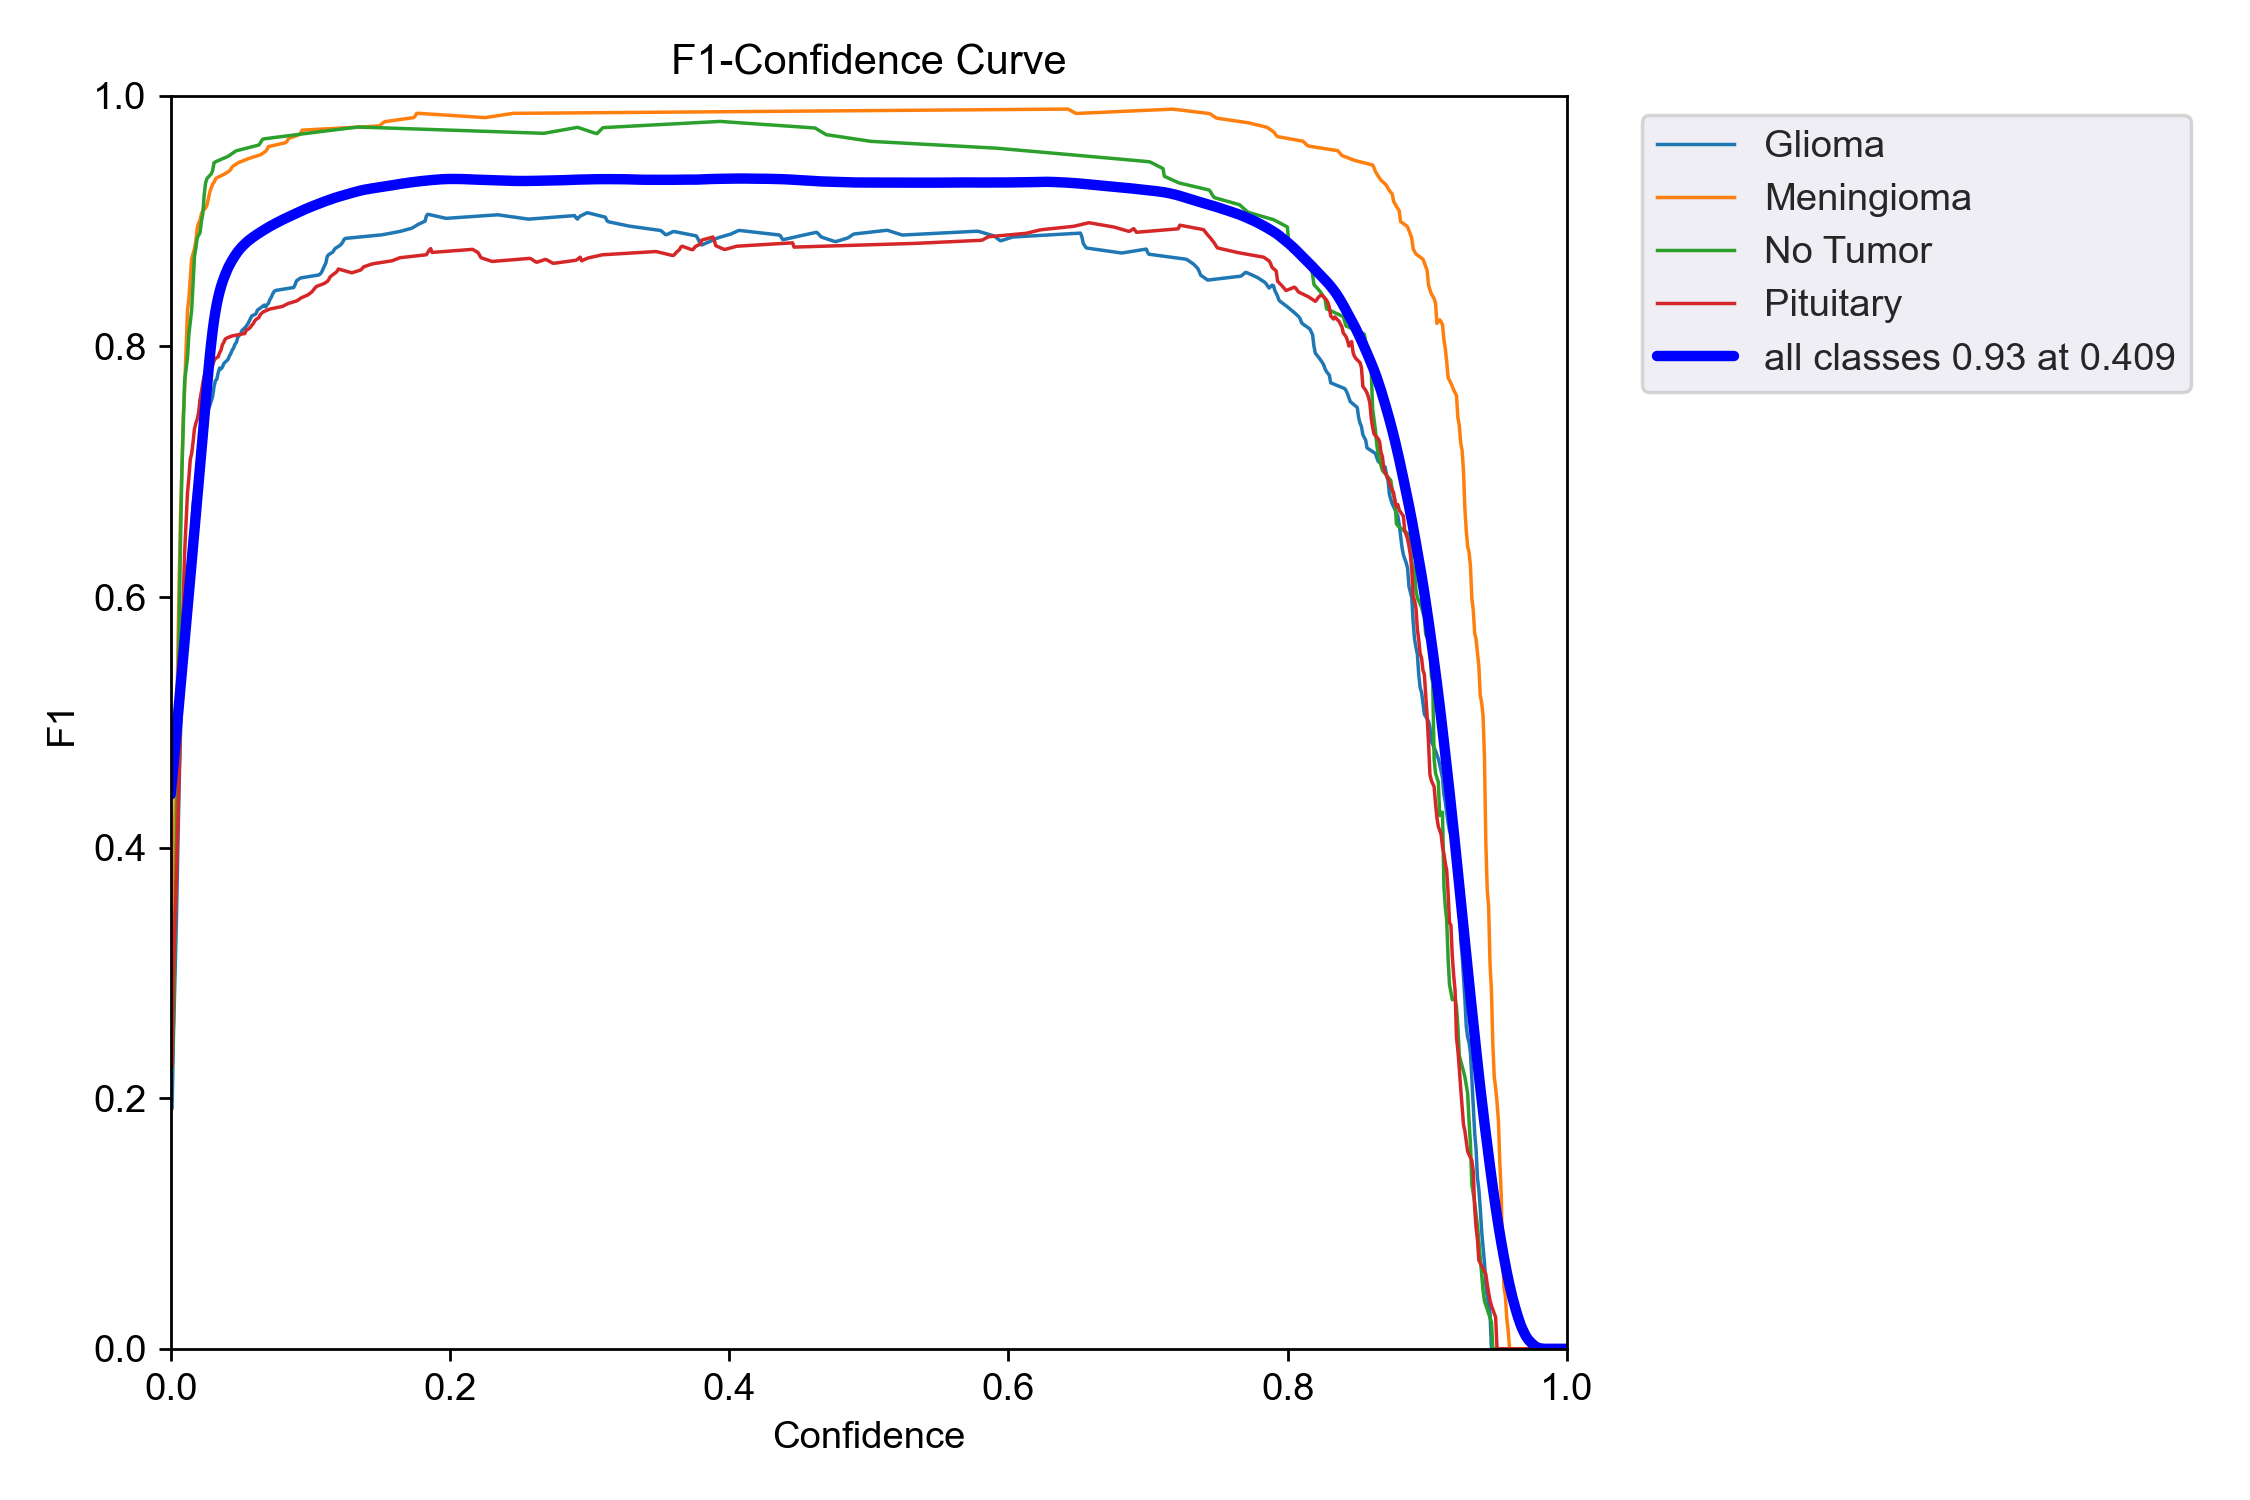 F1-Confidence Curve
1.0
0.8
0.6
0.4
0.2
0.0
F1
0.0 0.2 0.4 0.6 0.8 1.0
Confidence
Glioma
Meningioma
No Tumor
Pituitary
all classes 0.93 at 0.409